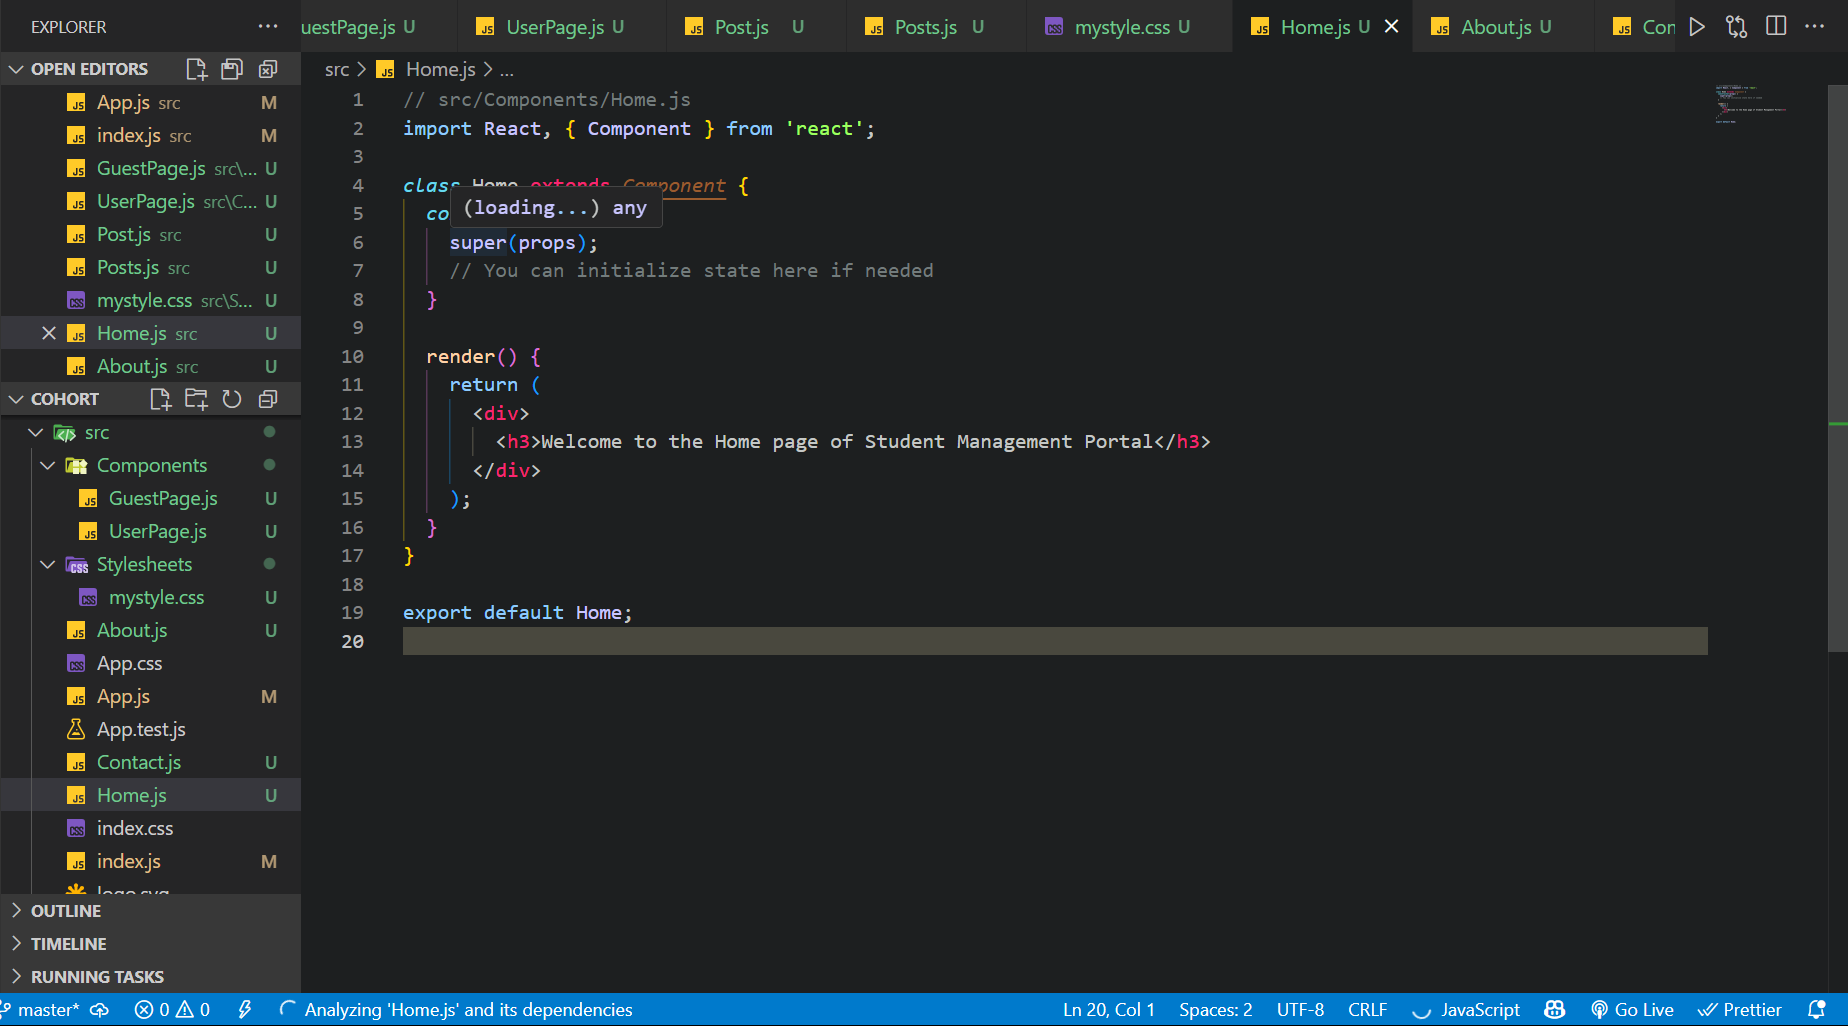 EXPLORER
OPEN EDITORS
App.js src M
index.js src M
GuestPage.js src\... U
UserPage.js src\C... U
Post.js src U
Posts.js src U
mystyle.css src\S... U
Home.js src U
About.js src U
COHORT
src
Components
GuestPage.js U
UserPage.js U
Stylesheets
mystyle.css U
About.js U
App.css
App.js M
App.test.js
Contact.js U
Home.js U
index.css
index.js M
logo.svg
OUTLINE
TIMELINE
RUNNING TASKS
uestPage.js U UserPage.js U Post.js U Posts.js U mystyle.css U Home.js U About.js U Con
src > Home.js > ...
1 // src/Components/Home.js
2 import React, { Component } from 'react';
3
4 class Home extends Component {
(loading...) any
5 co
6 super(props);
7 // You can initialize state here if needed
8 }
9
10 render() {
11 return (
12 <div>
13 <h3>Welcome to the Home page of Student Management Portal</h3>
14 </div>
15 );
16 }
17 }
18
19 export default Home;
20
master* 0 0 Analyzing 'Home.js' and its dependencies Ln 20, Col 1 Spaces: 2 UTF-8 CRLF JavaScript Go Live Prettier